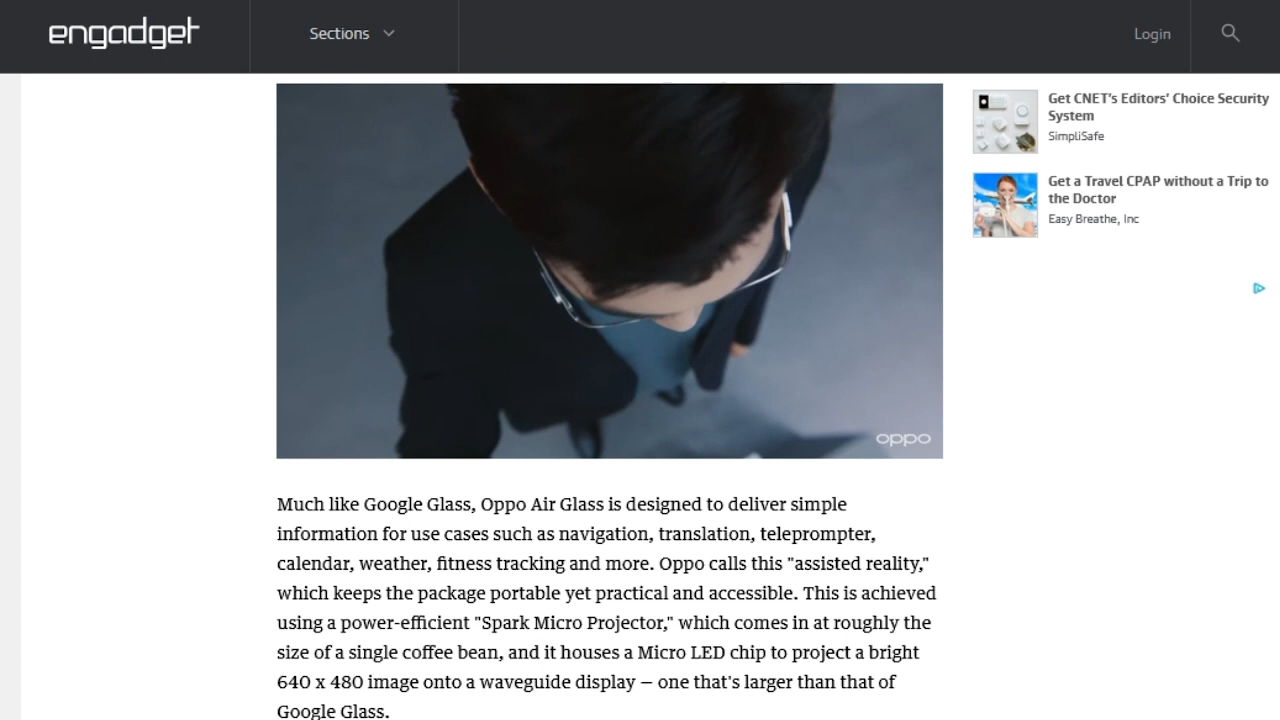 engadget
Sections
Login
Get CNET's Editors' Choice Security
System
SimpliSafe
Get a Travel CPAP without a Trip to
the Doctor
Easy Breathe, Inc
oppo
Much like Google Glass, Oppo Air Glass is designed to deliver simple
information for use cases such as navigation, translation, teleprompter,
calendar, weather, fitness tracking and more. Oppo calls this "assisted reality,"
which keeps the package portable yet practical and accessible. This is achieved
using a power-efficient "Spark Micro Projector," which comes in at roughly the
size of a single coffee bean, and it houses a Micro LED chip to project a bright
640 x 480 image onto a waveguide display — one that's larger than that of
Google Glass.